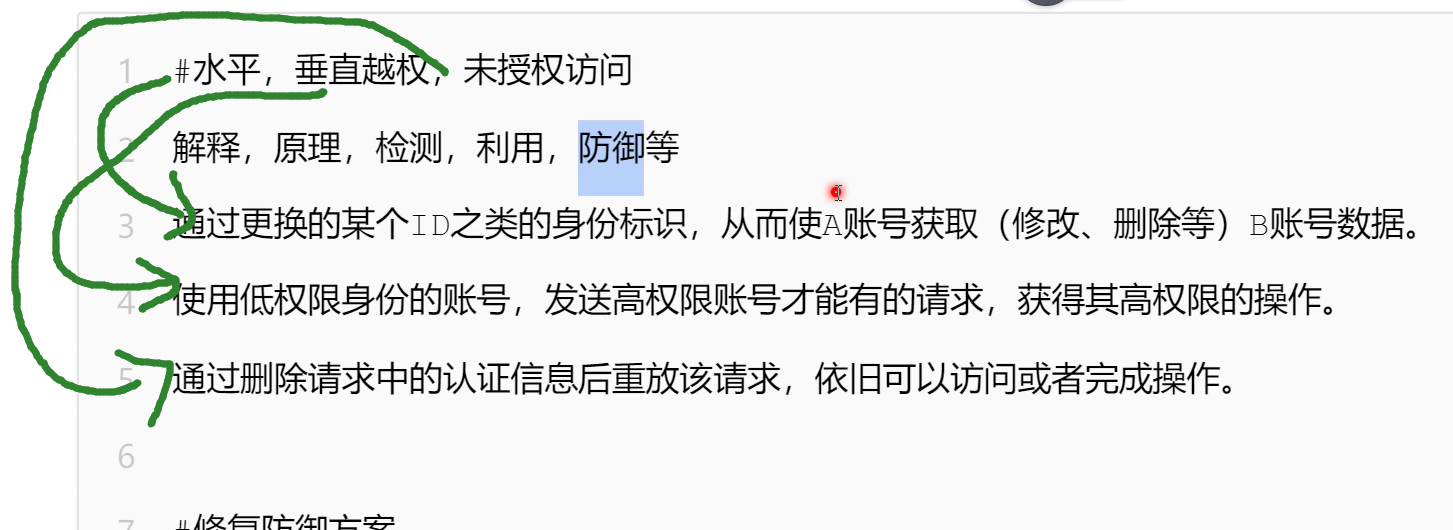 1 #水平，垂直越权，未授权访问
2 解释，原理，检测，利用，防御等
3 通过更换的某个ID之类的身份标识，从而使A账号获取（修改、删除等）B账号数据。
4 使用低权限身份的账号，发送高权限账号才能有的请求，获得其高权限的操作。
5 通过删除请求中的认证信息后重放该请求，依旧可以访问或者完成操作。
6
7 #修复防御方案